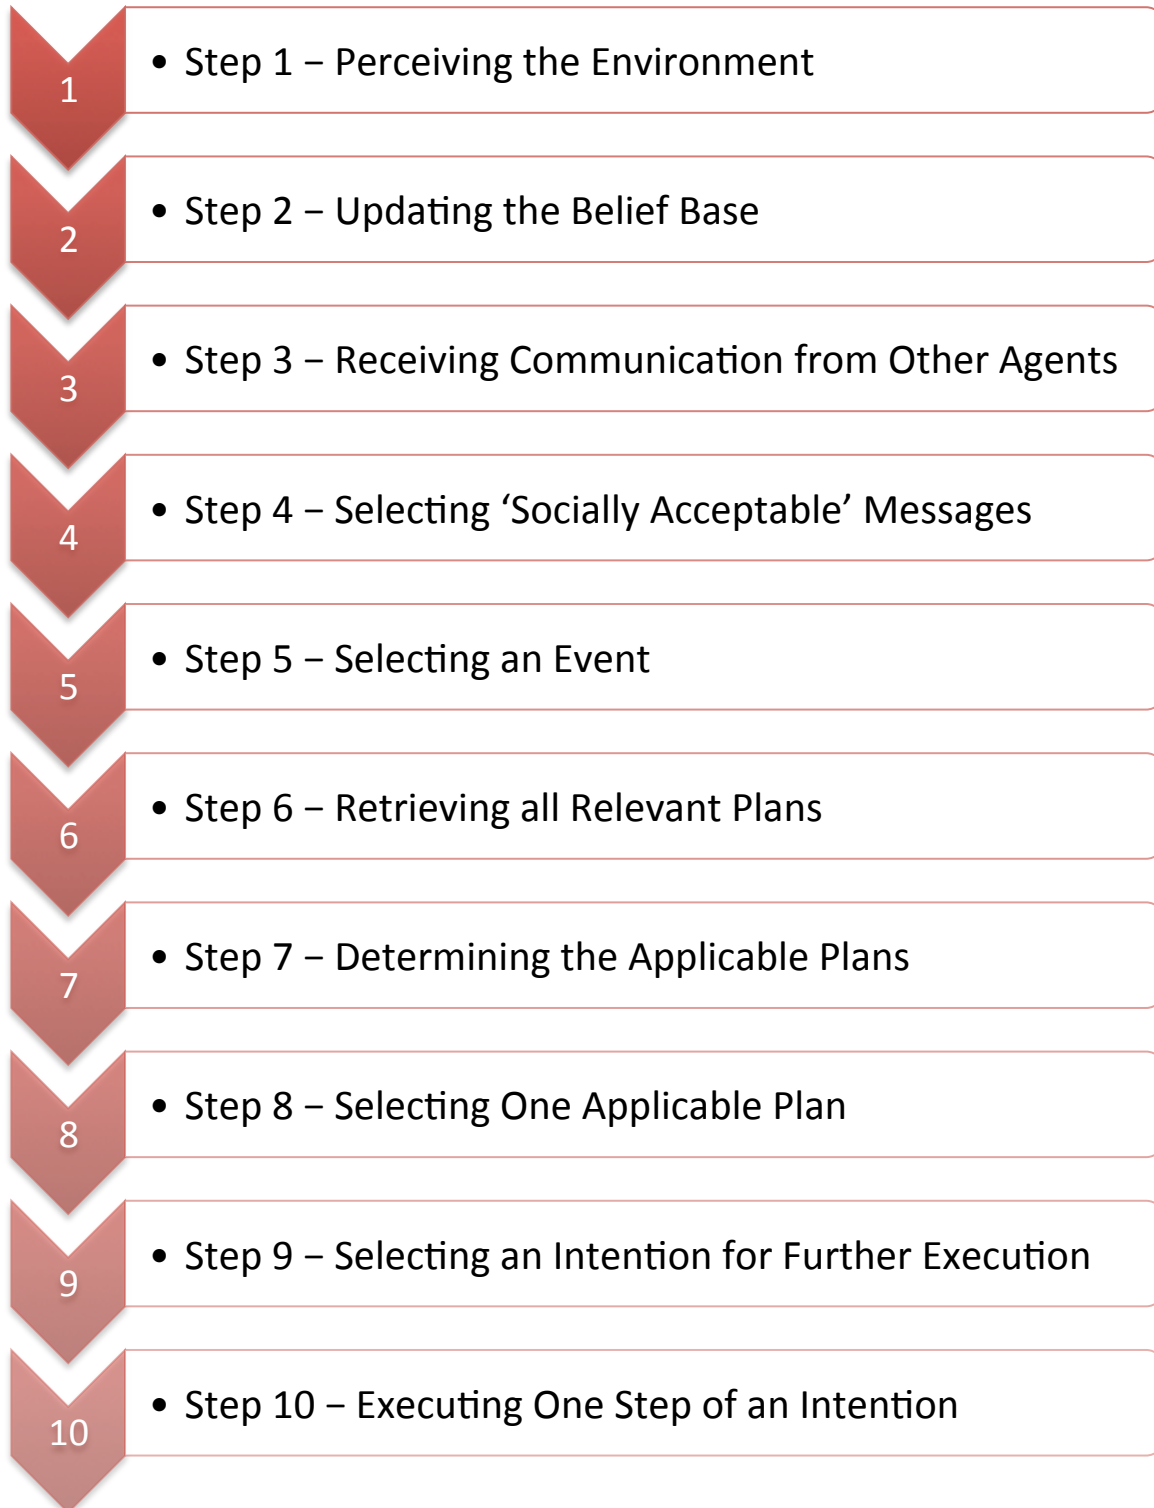 1
• Step 1 – Perceiving the Environment
2
• Step 2 – Updating the Belief Base
3
• Step 3 – Receiving Communication from Other Agents
4
• Step 4 – Selecting ‘Socially Acceptable’ Messages
5
• Step 5 – Selecting an Event
6
• Step 6 – Retrieving all Relevant Plans
7
• Step 7 – Determining the Applicable Plans
8
• Step 8 – Selecting One Applicable Plan
9
• Step 9 – Selecting an Intention for Further Execution
10
• Step 10 – Executing One Step of an Intention